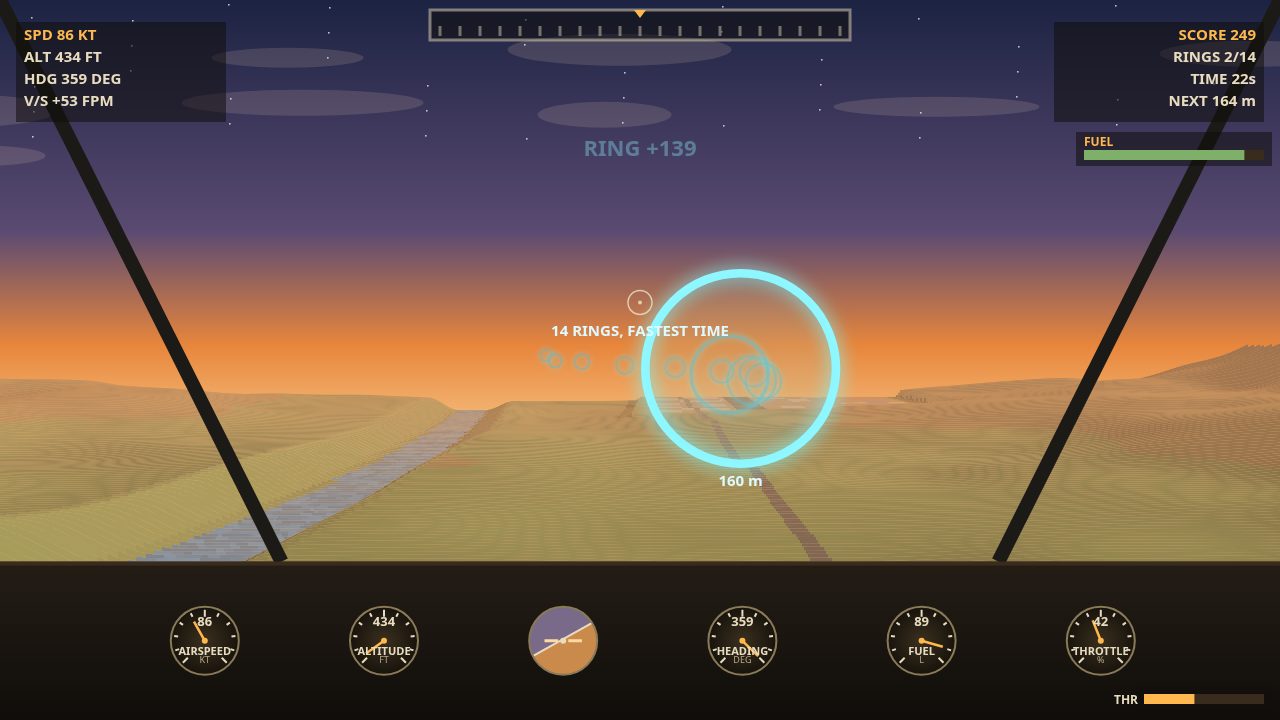 SPD 86 KT
ALT 434 FT
HDG 359 DEG
V/S +53 FPM
SCORE 249
RINGS 2/14
TIME 22s
NEXT 164 m
FUEL
RING +139
14 RINGS, FASTEST TIME
160 m
86
AIRSPEED
KT
434
ALTITUDE
FT
359
HEADING
DEG
89
FUEL
L
42
THROTTLE
%
THR